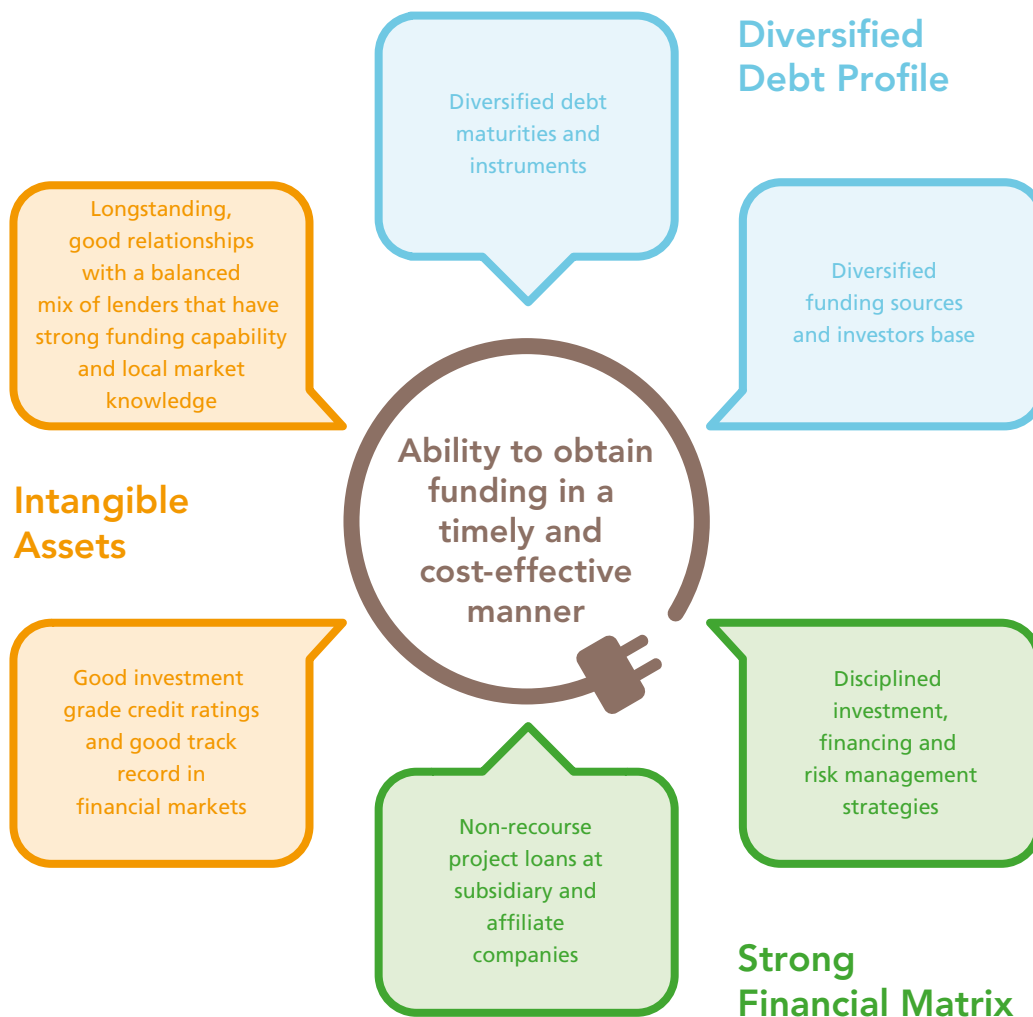 Diversified
Debt Profile
Diversified debt
maturities and
instruments
Longstanding,
good relationships
with a balanced
mix of lenders that have
strong funding capability
and local market
knowledge
Diversified
funding sources
and investors base
Ability to obtain
funding in a
timely and
cost-effective
manner
Intangible
Assets
Good investment
grade credit ratings
and good track
record in
financial markets
Disciplined
investment,
financing and
risk management
strategies
Non-recourse
project loans at
subsidiary and
affiliate
companies
Strong
Financial Matrix